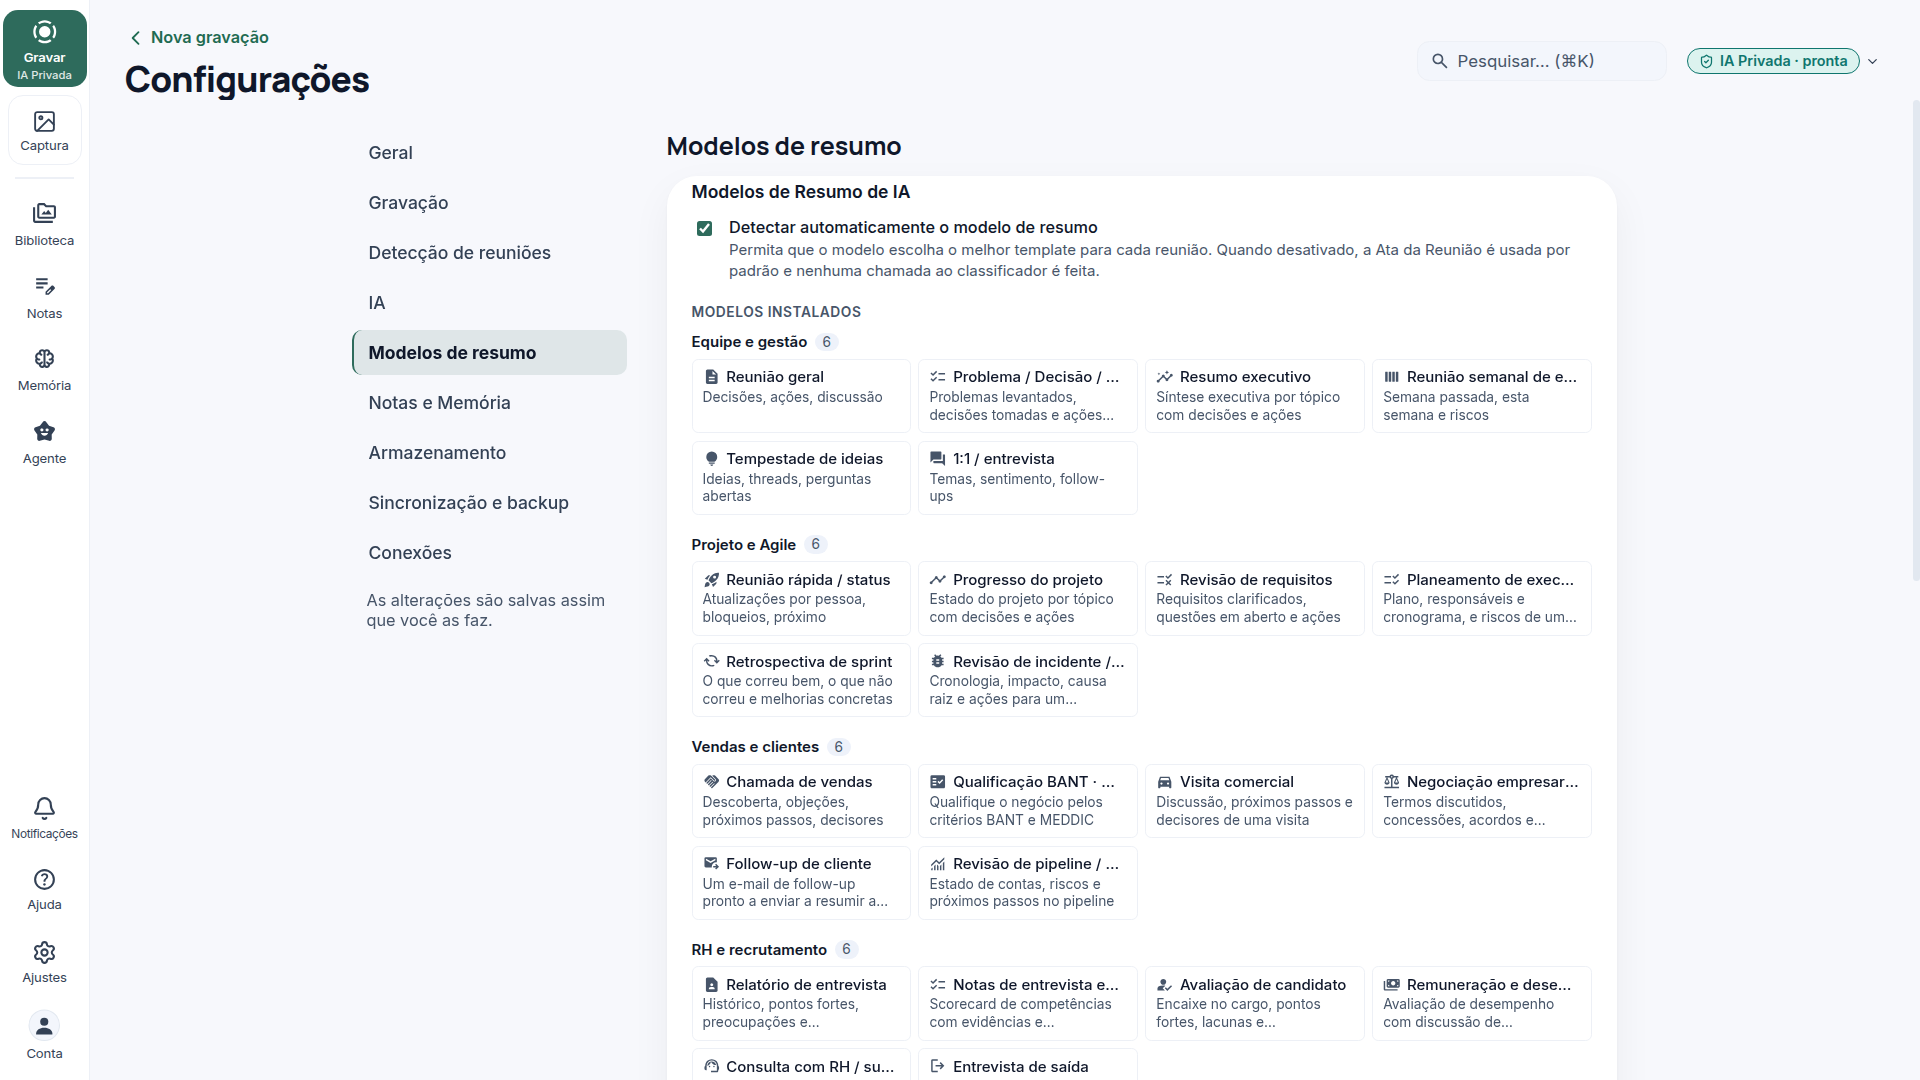 Gravar
IA Privada
Captura
Biblioteca
Notas
Memória
Agente
Notificações
Ajuda
Ajustes
Conta
Nova gravação
Configurações
Pesquisar... (⌘K)
IA Privada · pronta
Geral
Gravação
Detecção de reuniões
IA
Modelos de resumo
Notas e Memória
Armazenamento
Sincronização e backup
Conexões
As alterações são salvas assim
que você as faz.
Modelos de resumo
Modelos de Resumo de IA
Detectar automaticamente o modelo de resumo
Permita que o modelo escolha o melhor template para cada reunião. Quando desativado, a Ata da Reunião é usada por
padrão e nenhuma chamada ao classificador é feita.
MODELOS INSTALADOS
Equipe e gestão 6
Reunião geral
Decisões, ações, discussão
Problema / Decisão / ...
Problemas levantados,
decisões tomadas e ações...
Resumo executivo
Síntese executiva por tópico
com decisões e ações
Reunião semanal de e...
Semana passada, esta
semana e riscos
Tempestade de ideias
Ideias, threads, perguntas
abertas
1:1 / entrevista
Temas, sentimento, follow-
ups
Projeto e Agile 6
Reunião rápida / status
Atualizações por pessoa,
bloqueios, próximo
Progresso do projeto
Estado do projeto por tópico
com decisões e ações
Revisão de requisitos
Requisitos clarificados,
questões em aberto e ações
Planeamento de exec...
Plano, responsáveis e
cronograma, e riscos de um...
Retrospectiva de sprint
O que correu bem, o que não
correu e melhorias concretas
Revisão de incidente /...
Cronologia, impacto, causa
raiz e ações para um...
Vendas e clientes 6
Chamada de vendas
Descoberta, objeções,
próximos passos, decisores
Qualificação BANT · ...
Qualifique o negócio pelos
critérios BANT e MEDDIC
Visita comercial
Discussão, próximos passos e
decisores de uma visita
Negociação empresar...
Termos discutidos,
concessões, acordos e...
Follow-up de cliente
Um e-mail de follow-up
pronto a enviar a resumir a...
Revisão de pipeline / ...
Estado de contas, riscos e
próximos passos no pipeline
RH e recrutamento 6
Relatório de entrevista
Histórico, pontos fortes,
preocupações e...
Notas de entrevista e...
Scorecard de competências
com evidências e...
Avaliação de candidato
Encaixe no cargo, pontos
fortes, lacunas e...
Remuneração e dese...
Avaliação de desempenho
com discussão de...
Consulta com RH / su...
Entrevista de saída